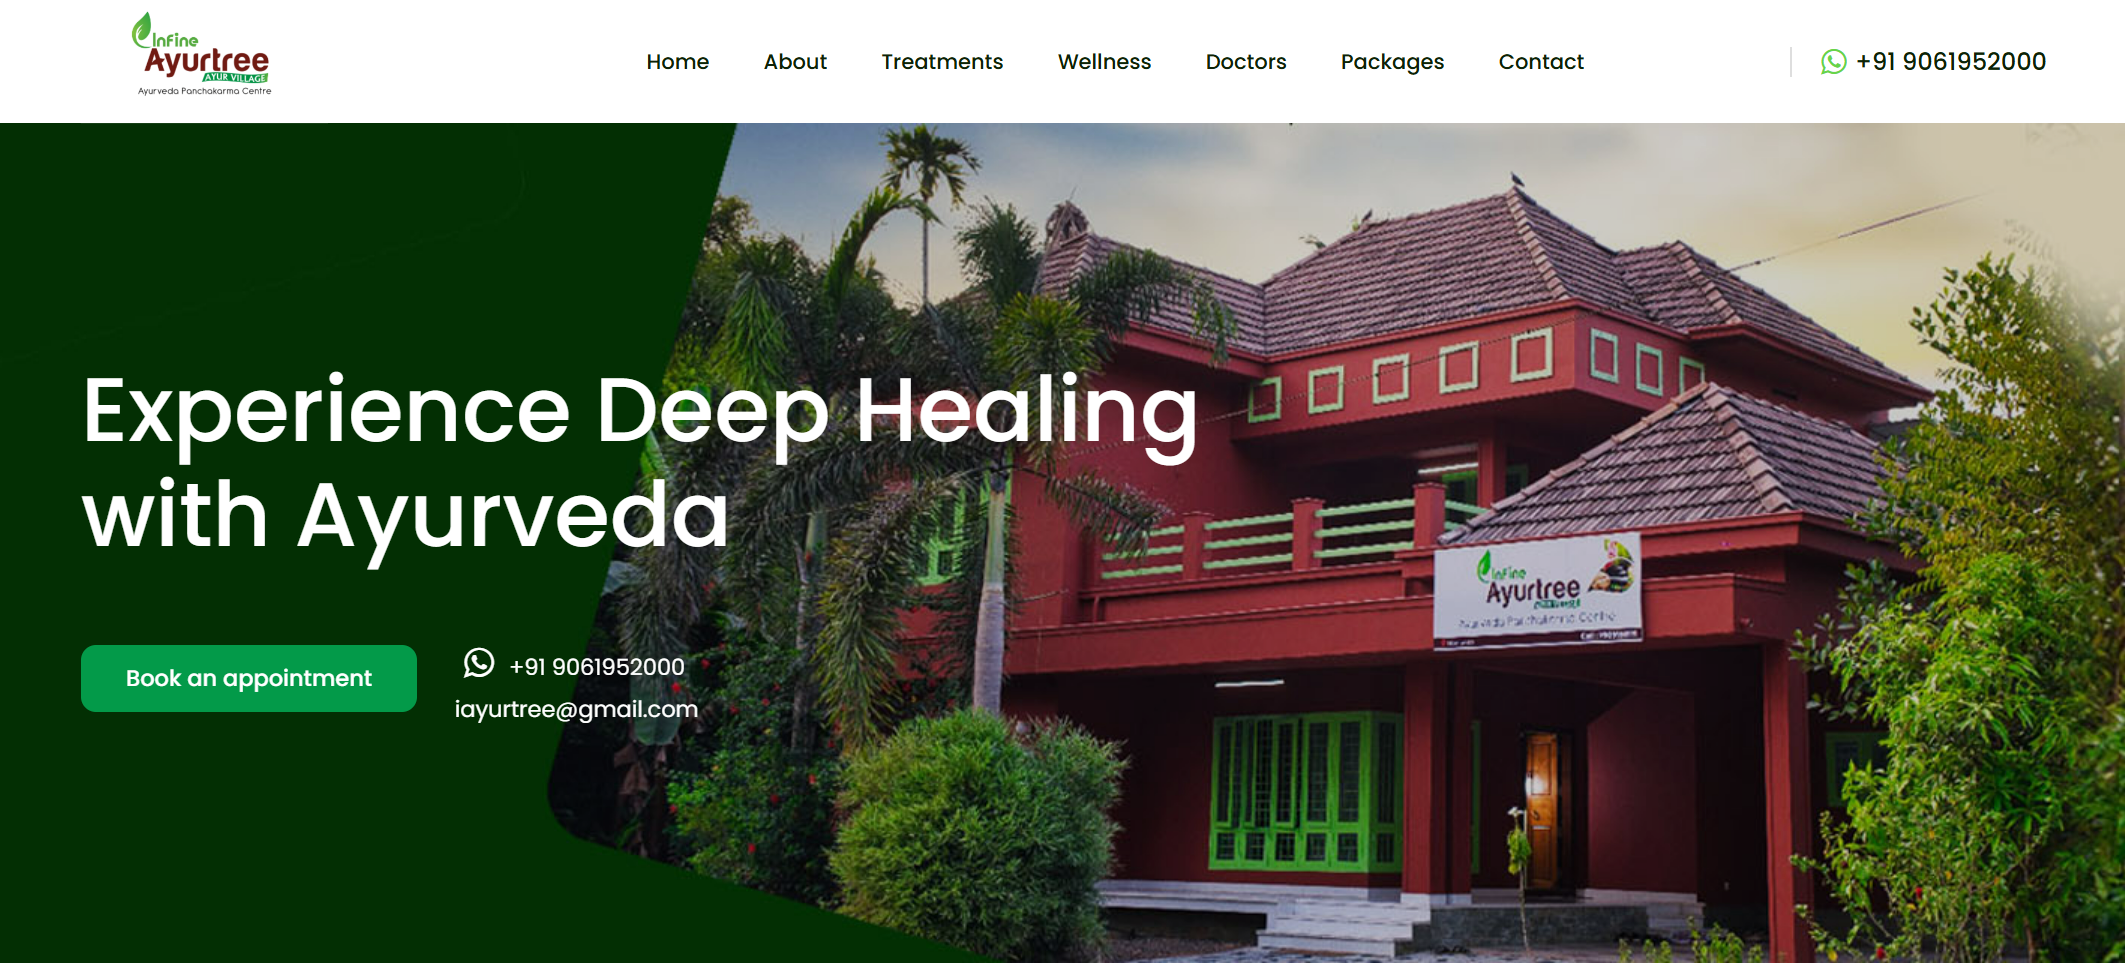 Infine
Ayurtree
AYUR VILLAGE
Ayurveda Panchakarma Centre
Home
About
Treatments
Wellness
Doctors
Packages
Contact
+91 9061952000
Experience Deep Healing
with Ayurveda
Book an appointment
+91 9061952000
iayurtree@gmail.com
Infine
Ayurtree
Ayurveda Panchakarma Centre